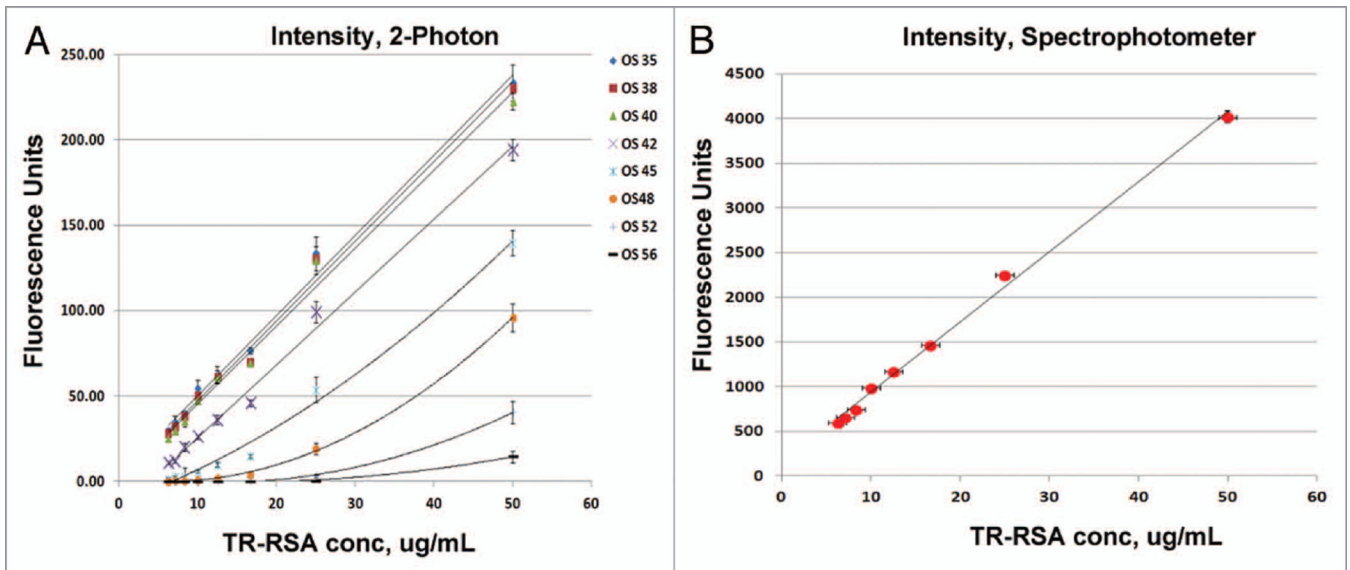 A
Intensity, 2-Photon
Fluorescence Units
250.00
200.00
150.00
100.00
50.00
0.00
0 10 20 30 40 50 60
TR-RSA conc, ug/mL
OS 35
OS 38
OS 40
OS 42
OS 45
OS48
OS 52
OS 56
B
Intensity, Spectrophotometer
Fluorescence Units
4500
4000
3500
3000
2500
2000
1500
1000
500
0
0 10 20 30 40 50 60
TR-RSA conc, ug/mL